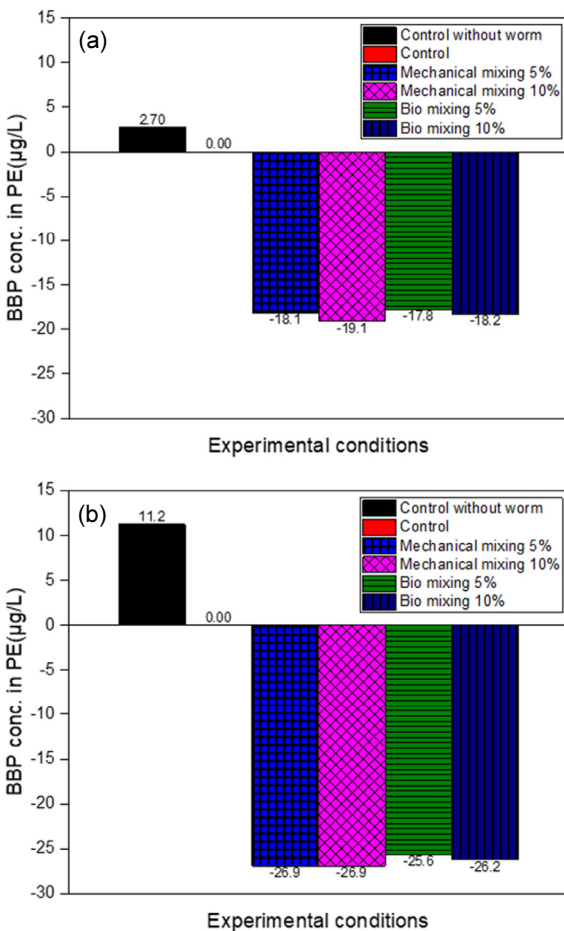 (a)
Control without worm
Control
Mechanical mixing 5%
Mechanical mixing 10%
Bio mixing 5%
Bio mixing 10%
BBP conc. in PE(µg/L)
15
10
5
0
-5
-10
-15
-20
-25
-30
2.70
0.00
-18.1
-19.1
-17.8
-18.2
Experimental conditions
(b)
Control without worm
Control
Mechanical mixing 5%
Mechanical mixing 10%
Bio mixing 5%
Bio mixing 10%
BBP conc. in PE(µg/L)
15
10
5
0
-5
-10
-15
-20
-25
-30
11.2
0.00
-26.9
-26.9
-25.6
-26.2
Experimental conditions